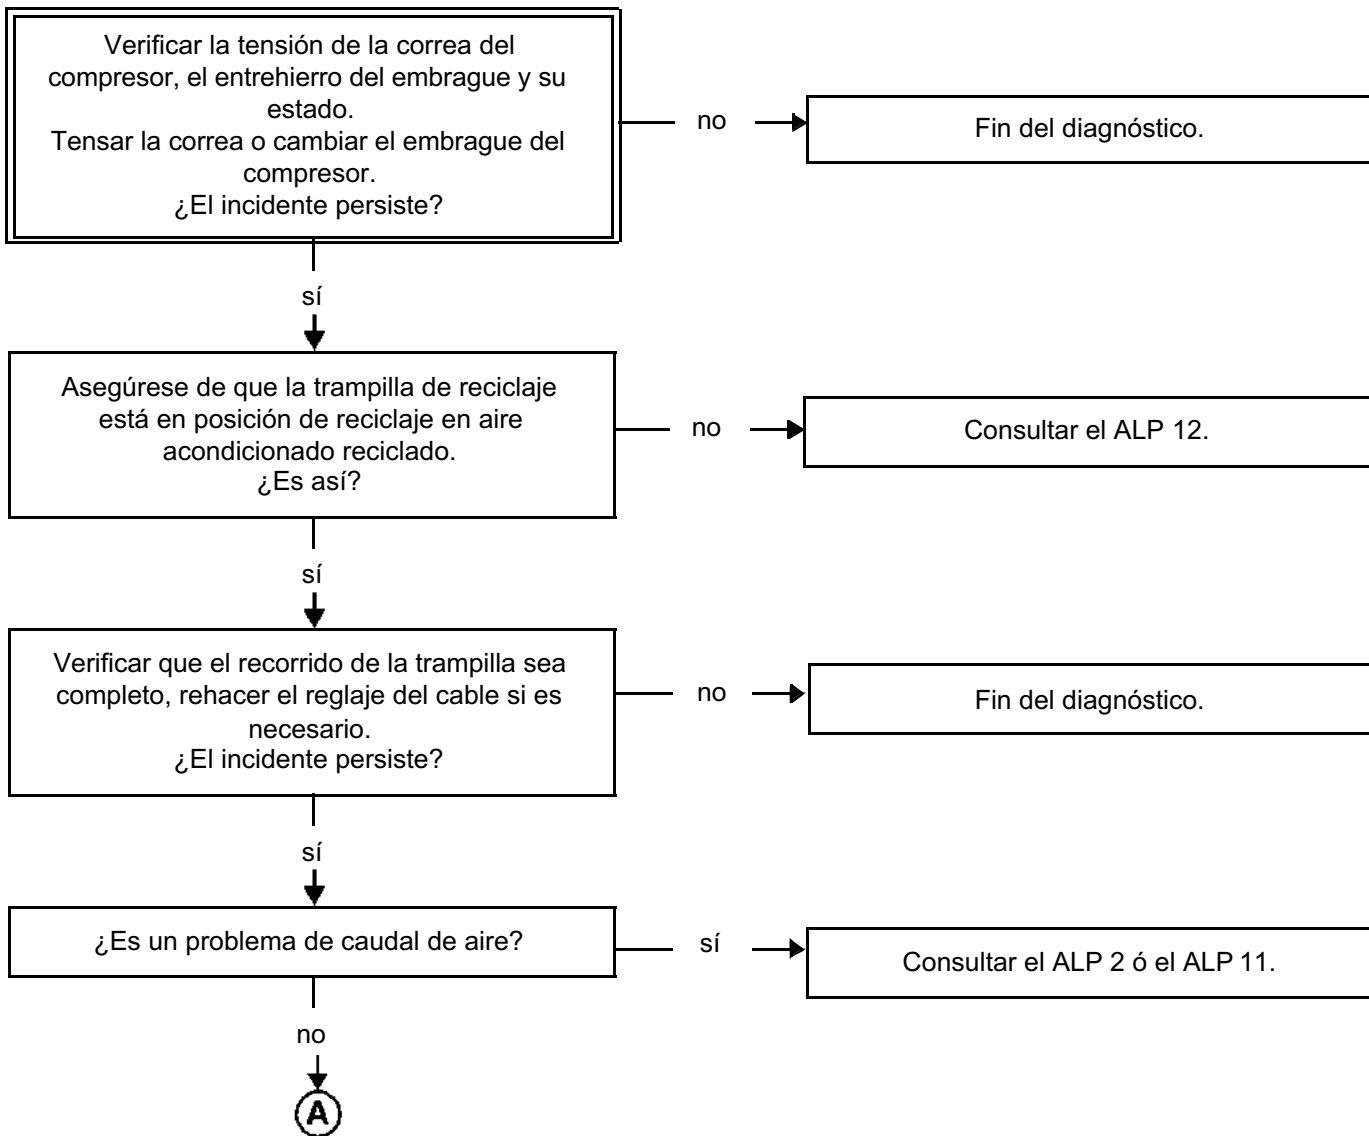 Verificar la tensión de la correa del
compresor, el entrehierro del embrague y su
estado.
Tensar la correa o cambiar el embrague del
compresor.
¿El incidente persiste?
no
Fin del diagnóstico.
sí
Asegúrese de que la trampilla de reciclaje
está en posición de reciclaje en aire
acondicionado reciclado.
¿Es así?
no
Consultar el ALP 12.
sí
Verificar que el recorrido de la trampilla sea
completo, rehacer el reglaje del cable si es
necesario.
¿El incidente persiste?
no
Fin del diagnóstico.
sí
¿Es un problema de caudal de aire?
sí
Consultar el ALP 2 ó el ALP 11.
no
A